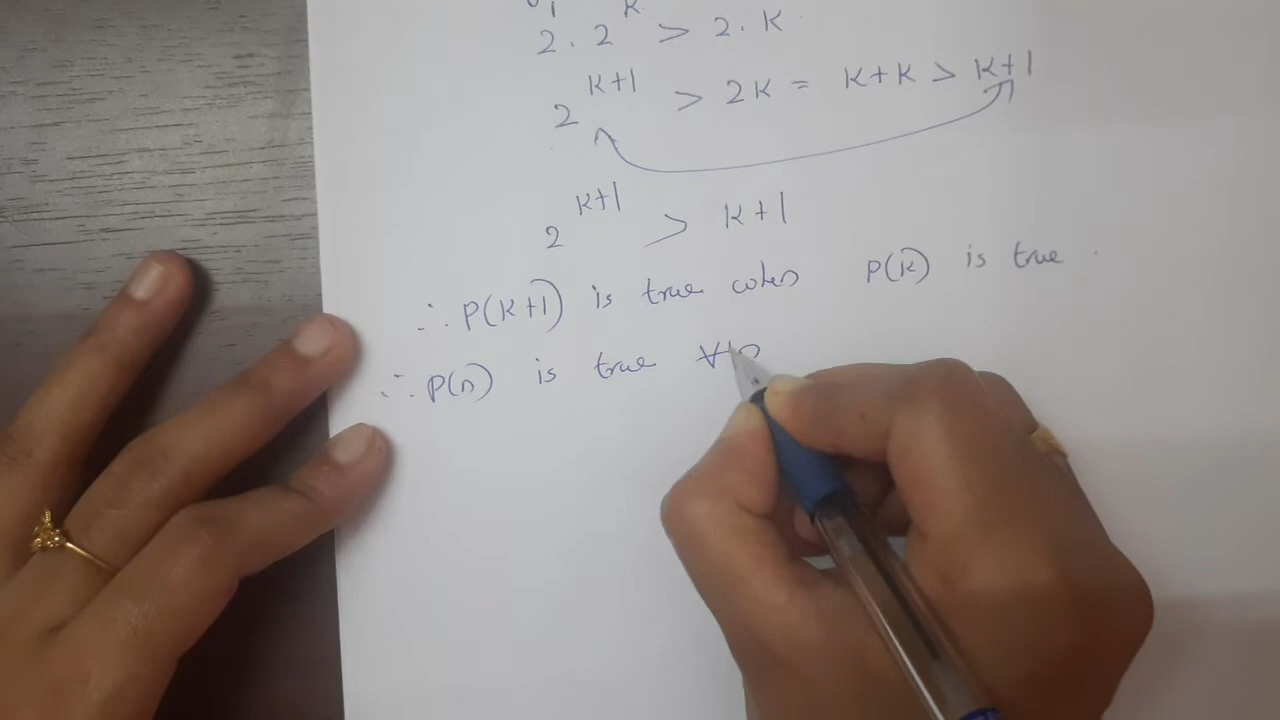 2 . 2^k > 2 . k
2^k+1 > 2k = k+k > k+1
2^k+1 > k+1
∴ P(k+1) is true when P(k) is true .
∴ P(n) is true ∀ n